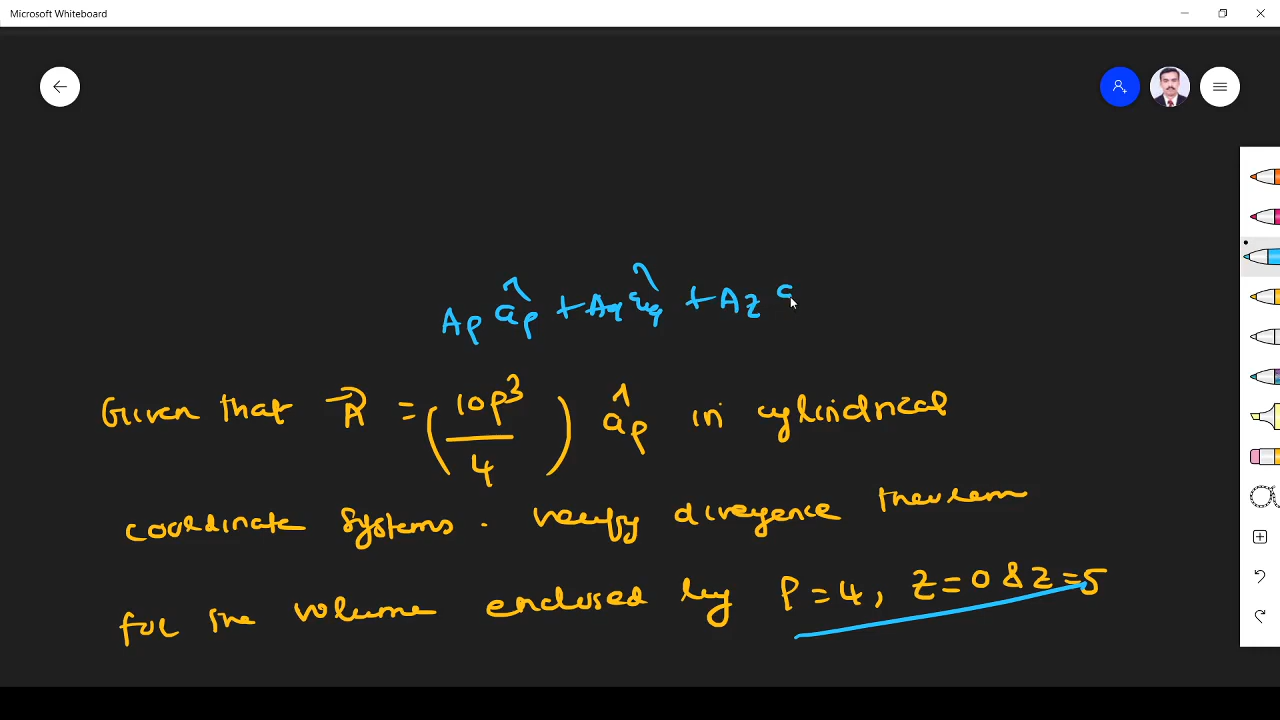 Microsoft Whiteboard
Aρ âρ + Aφ âφ + Az a
Given that A⃗ = (10ρ³/4) âρ in cylindrical
coordinate systems. verify divergence theorem
for the volume enclosed by ρ = 4, z = 0 & z = 5